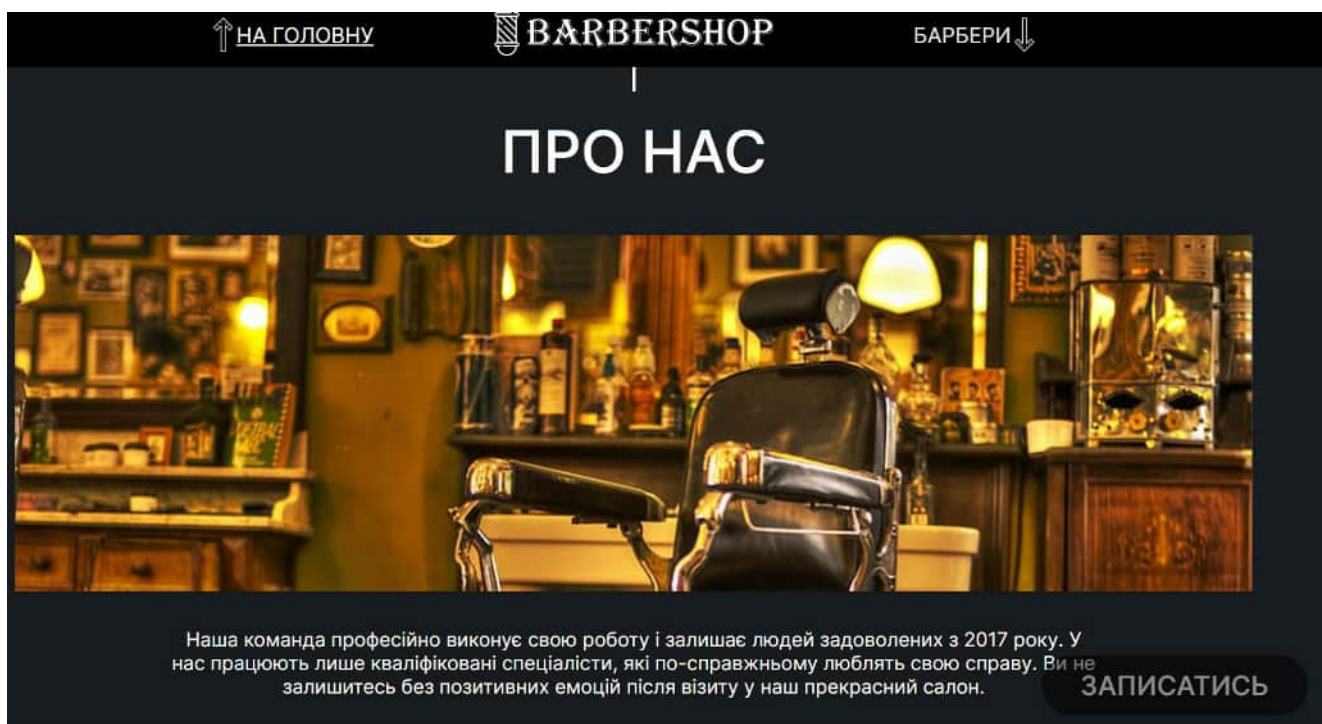 НА ГОЛОВНУ
BARBERSHOP
БАРБЕРИ
ПРО НАС
Наша команда професійно виконує свою роботу і залишає людей задоволених з 2017 року. У
нас працюють лише кваліфіковані спеціалісти, які по-справжньому люблять свою справу. Ви не
залишитесь без позитивних емоцій після візиту у наш прекрасний салон.
ЗАПИСАТИСЬ